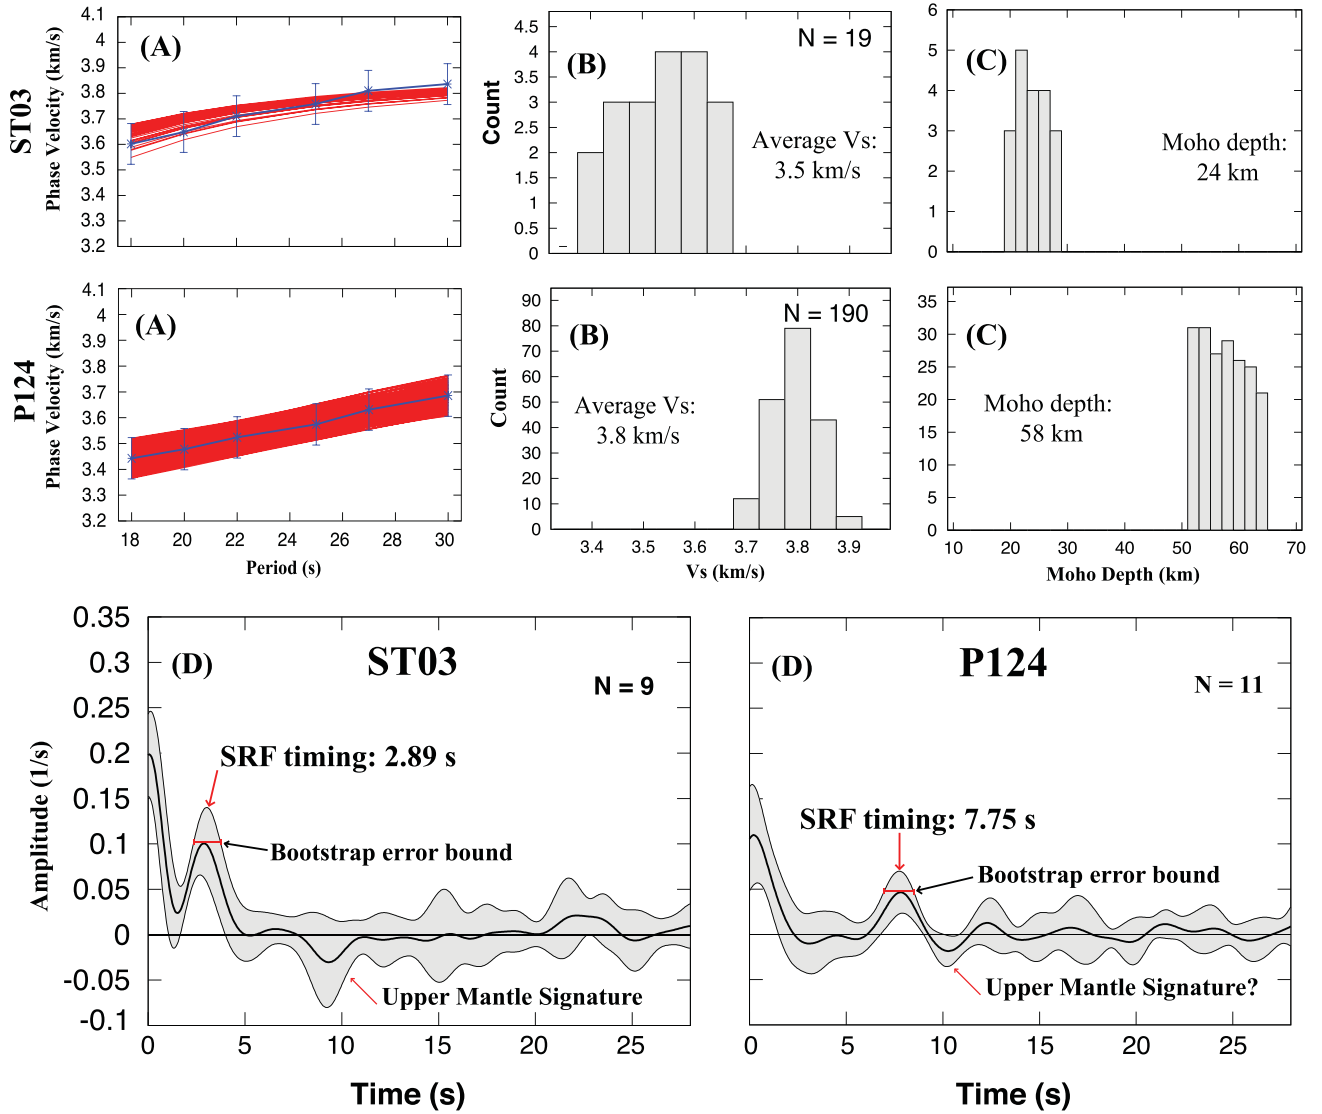 ST03
Phase Velocity (km/s)
4.1
4
3.9
3.8
3.7
3.6
3.5
3.4
3.3
3.2
(A)
Count
4.5
4
3.5
3
2.5
2
1.5
1
0.5
0
(B)
N = 19
Average Vs:
3.5 km/s
6
5
4
3
2
1
0
(C)
Moho depth:
24 km
P124
Phase Velocity (km/s)
4.1
4
3.9
3.8
3.7
3.6
3.5
3.4
3.3
3.2
(A)
18 20 22 24 26 28 30
Period (s)
Count
90
80
70
60
50
40
30
20
10
0
(B)
N = 190
Average Vs:
3.8 km/s
3.4 3.5 3.6 3.7 3.8 3.9
Vs (km/s)
35
30
25
20
15
10
5
0
(C)
Moho depth:
58 km
10 20 30 40 50 60 70
Moho Depth (km)
Amplitude (1/s)
0.35
0.3
0.25
0.2
0.15
0.1
0.05
0
-0.05
-0.1
(D)
ST03
N = 9
SRF timing: 2.89 s
Bootstrap error bound
Upper Mantle Signature
0 5 10 15 20 25
Time (s)
(D)
P124
N = 11
SRF timing: 7.75 s
Bootstrap error bound
Upper Mantle Signature?
0 5 10 15 20 25
Time (s)